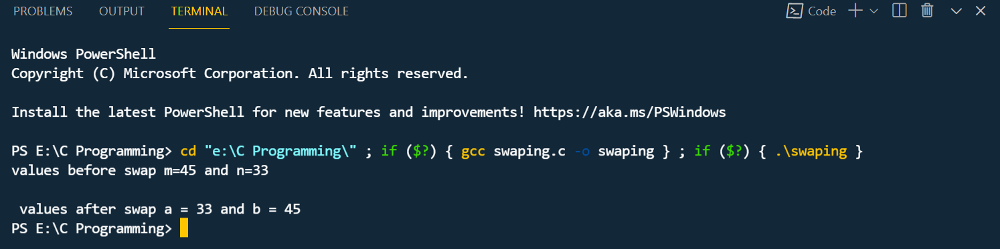 PROBLEMS OUTPUT TERMINAL DEBUG CONSOLE Code
Windows PowerShell
Copyright (C) Microsoft Corporation. All rights reserved.
Install the latest PowerShell for new features and improvements! https://aka.ms/PSWindows
PS E:\C Programming> cd "e:\C Programming\" ; if ($?) { gcc swaping.c -o swaping } ; if ($?) { .\swaping }
values before swap m=45 and n=33
 values after swap a = 33 and b = 45
PS E:\C Programming>